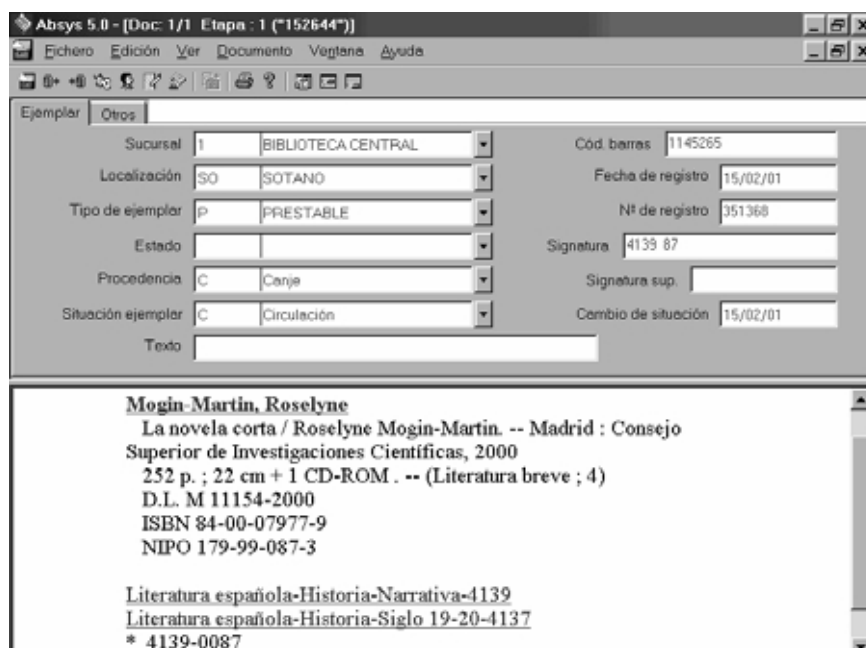 Absys 5.0 - [Doc: 1/1 Etapa : 1 ("152644")]
Fichero Edición Ver Documento Ventana Ayuda
Ejemplar Otros
Sucursal 1 BIBLIOTECA CENTRAL Cód. barras 1145265
Localización SO SOTANO Fecha de registro 15/02/01
Tipo de ejemplar P PRESTABLE Nº de registro 351368
Estado Signatura 4139 87
Procedencia C Canje Signatura sup.
Situación ejemplar C Circulación Cambio de situación 15/02/01
Texto
Mogin-Martin, Roselyne
La novela corta / Roselyne Mogin-Martin. -- Madrid : Consejo
Superior de Investigaciones Científicas, 2000
252 p. ; 22 cm + 1 CD-ROM . -- (Literatura breve ; 4)
D.L. M 11154-2000
ISBN 84-00-07977-9
NIPO 179-99-087-3
Literatura española-Historia-Narrativa-4139
Literatura española-Historia-Siglo 19-20-4137
* 4139-0087